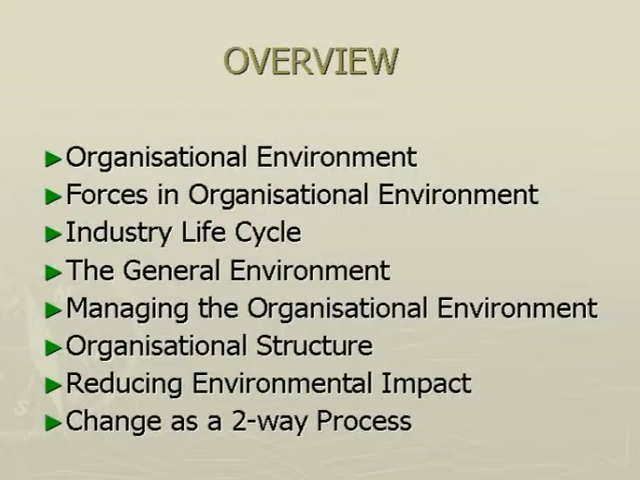 OVERVIEW
Organisational Environment
Forces in Organisational Environment
Industry Life Cycle
The General Environment
Managing the Organisational Environment
Organisational Structure
Reducing Environmental Impact
Change as a 2-way Process
N
S